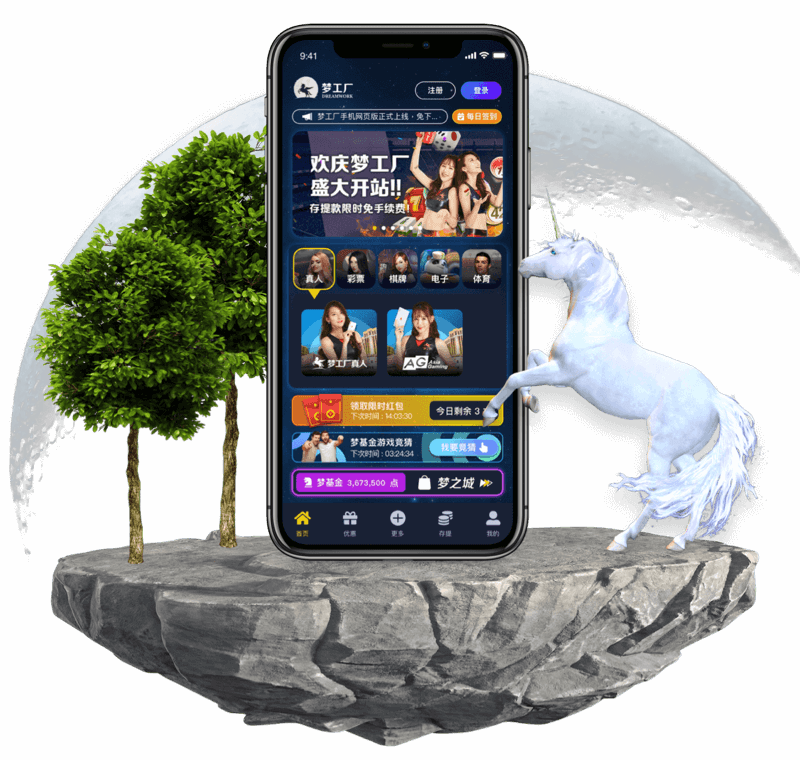 9:41
梦工厂
DREAMWORK
注册
登录
梦工厂手机网页版正式上线，免下...
每日签到
欢庆梦工厂
盛大开站!!
存提款限时免手续费!
真人
彩票
棋牌
电子
体育
梦工厂真人
AG Asia Gaming
领取限时红包
下次时间：14:03:30
今日剩余 3
梦基金游戏竞猜
下次时间：03:24:34
我要竞猜
梦基金 3,673,500 点
梦之城
首页
优惠
更多
存提
我的